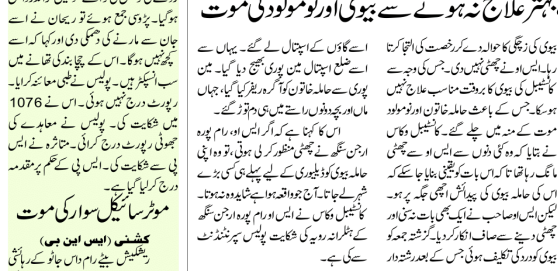 بہتر علاج نہ ہونے سے بیوی اور نومولود کی موت
بیوی کی زچگی کا حوالہ دے کر رخصت کی التجا کرتا
رہا۔ ایس او نے چھٹی نہیں دی۔ جس کی وجہ سے
کانسٹیبل کی بیوی کا بروقت مناسب علاج نہیں
ہوسکا۔ جس کے باعث حاملہ خاتون اور نومولود
موت کے منہ میں چلے گئے۔ کانسٹیبل وکاس
نے بتایا کہ وہ کئی دنوں سے ایس او سے چھٹی
مانگ رہا تھا تاکہ اس بات کو یقینی بنایا جا سکے کہ
اس کی حاملہ بیوی کی پیدائش اچھی جگہ پر ہو۔
لیکن ایس او صاحب نے ایک بھی بات نہ سنی اور
چھٹی دینے سے صاف انکار کردیا۔ گزشتہ جمعہ کو
بیوی کو درد کی تکلیف ہوئی جس کے بعد رشتہ دار
اسے گاؤں کے اسپتال لے گئے۔ یہاں سے
اسے ضلع اسپتال مین پوری بھیج دیا گیا۔ مین
پوری سے حاملہ خاتون کو آگرہ ریفر کیا گیا، جہاں
ماں اور بچہ دونوں راستے میں ہی دم توڑ گئے۔
اس کا کہنا ہے کہ اگر ایس او، رام پورہ
ارجن سنگھ نے چھٹی منظور کر لی ہوتی، تو وہ اپنی
حاملہ بیوی کو ڈیلیوری کے لیے پہلے ہی کسی بڑے
شہر لے جاتا۔ آج جو واقعہ ہوا ہے شاید وہ نہ ہوتا۔
کانسٹیبل وکاس نے ایس او رام پورہ ارجن سنگھ
کے ہٹلرانہ رویہ کی شکایت پولیس سپرنٹنڈنٹ
سے کی ہے۔
ہوگیا۔ پڑوسی جمع ہوئے تو ریحان نے اسے
جان سے مارنے کی دھمکی دی اور کہا کہ اسے
کچھ نہیں ہوگا۔ اس کے چچا بندی تھانے میں
سب انسپکٹر ہیں۔ پولیس نے طبی معائنہ کرایا۔
رپورٹ درج نہیں ہوئی۔ اس نے 1076
میں شکایت کی۔ پولیس نے معاہدے کی
جھوٹی رپورٹ درج کرائی۔ متاثرہ نے ایس
پی سے شکایت کی۔ ایس پی کے حکم پر مقدمہ
درج کرلیا گیا ہے۔
موٹر سائیکل سوار کی موت
کشنی (ایس این بی)
ریشکیش بیٹے رام داس جاٹو کے رہائشی